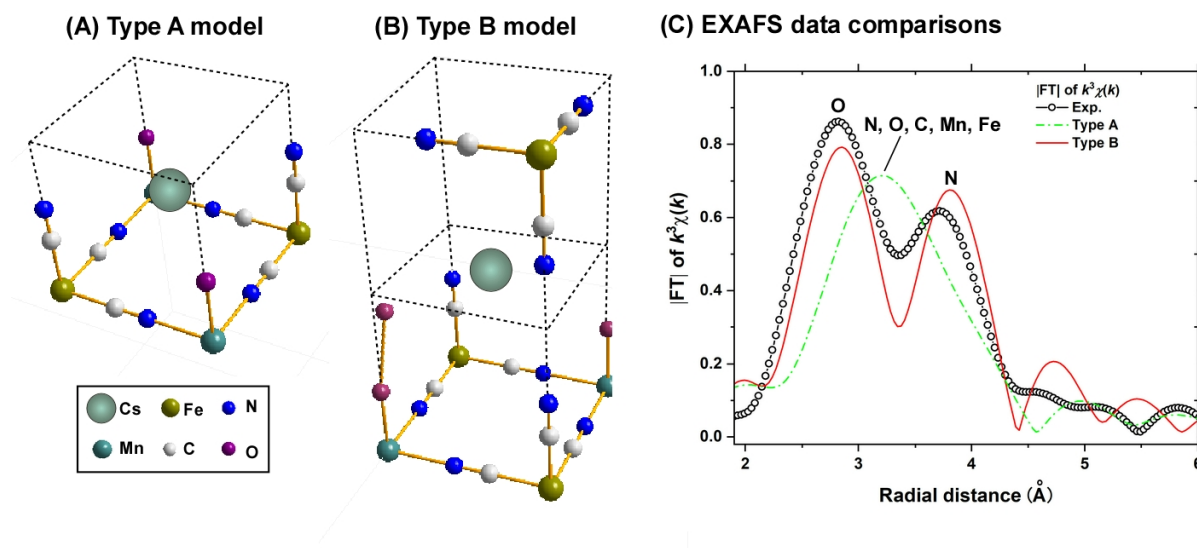 (A) Type A model
(B) Type B model
(C) EXAFS data comparisons
Cs Fe N
Mn C O
|FT| of k³χ(k)
1.0
0.8
0.6
0.4
0.2
0.0
O
N, O, C, Mn, Fe
N
|FT| of k³χ(k)
Exp.
Type A
Type B
2 3 4 5 6
Radial distance (Å)